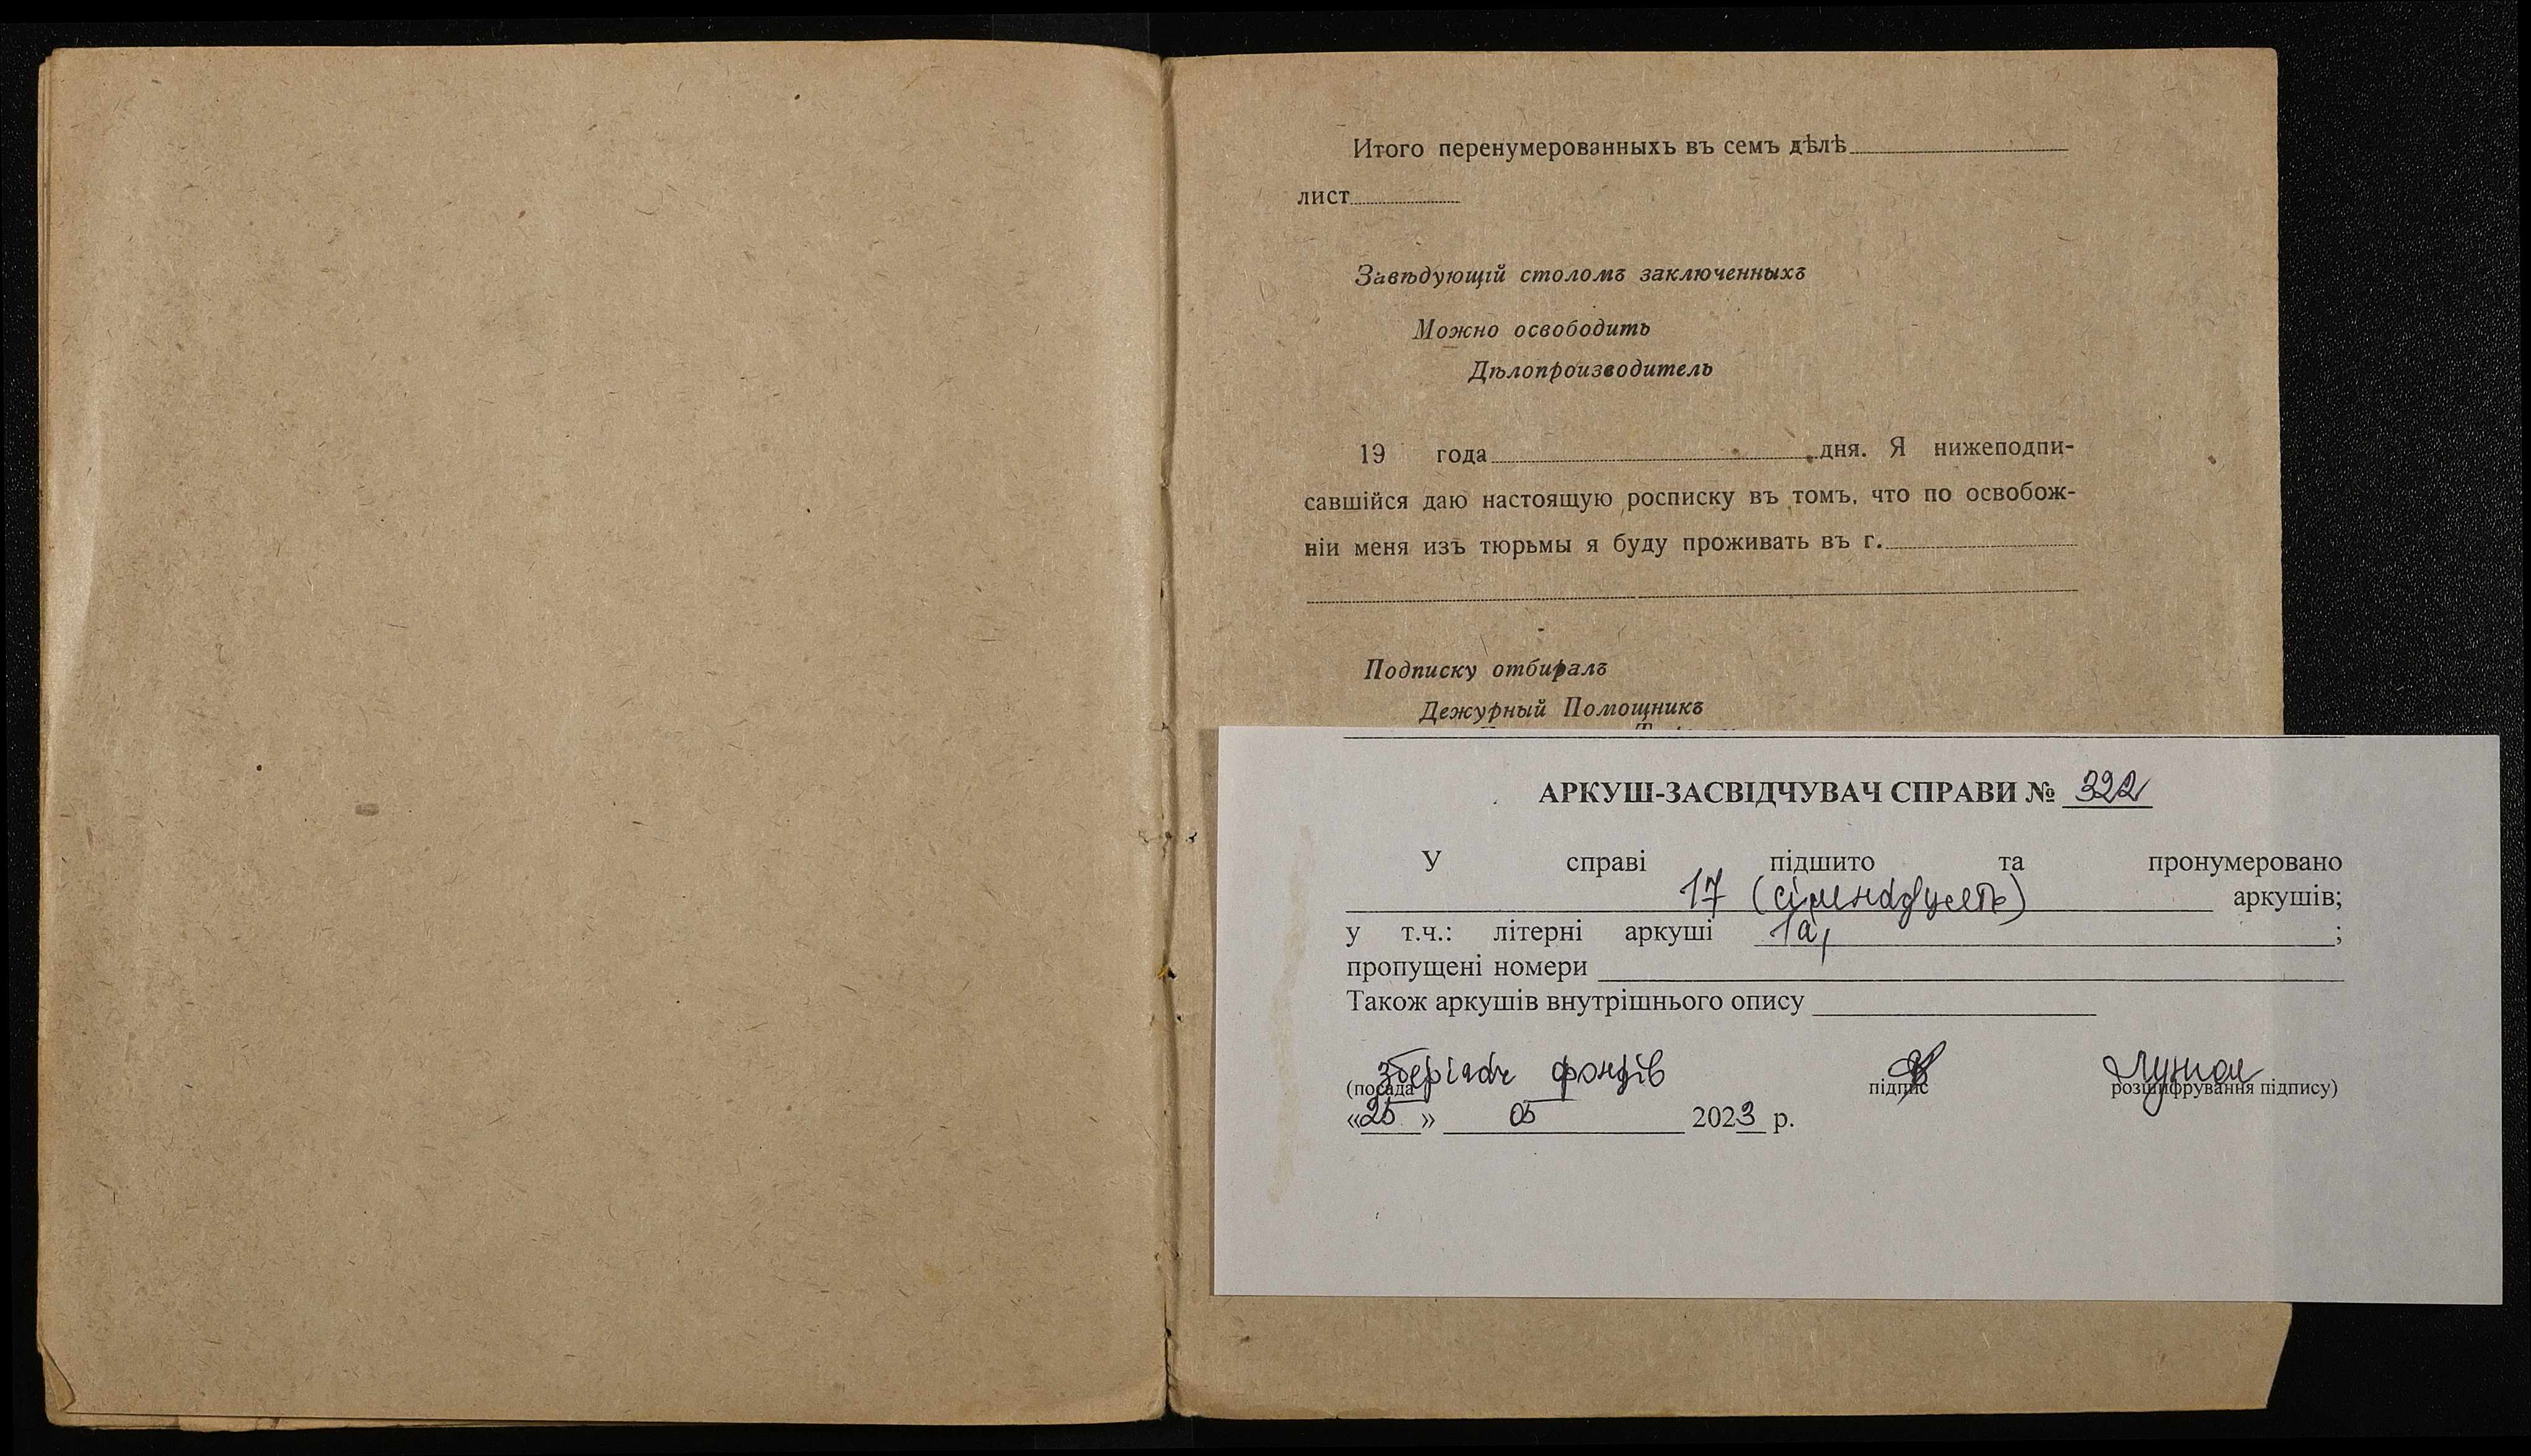 Итого перенумерованныхъ въ семъ дѣлѣ
лист
Завѣдующій столомъ заключенныхъ
Можно освободить
Дѣлопроизводитель
19 года дня. Я нижеподпи-
савшійся даю настоящую росписку въ томъ, что по освобож-
ніи меня изъ тюрьмы я буду проживать въ г.
Подписку отбиралъ
Дежурный Помощникъ
АРКУШ-ЗАСВІДЧУВАЧ СПРАВИ № 322
У справі підшито та пронумеровано
17 (сімнадцять) аркушів;
у т.ч.: літерні аркуші 1а, ;
пропущені номери
Також аркушів внутрішнього опису
зберігач фондів
(посада підпис розшифрування підпису)
«25» 05 2023 р.